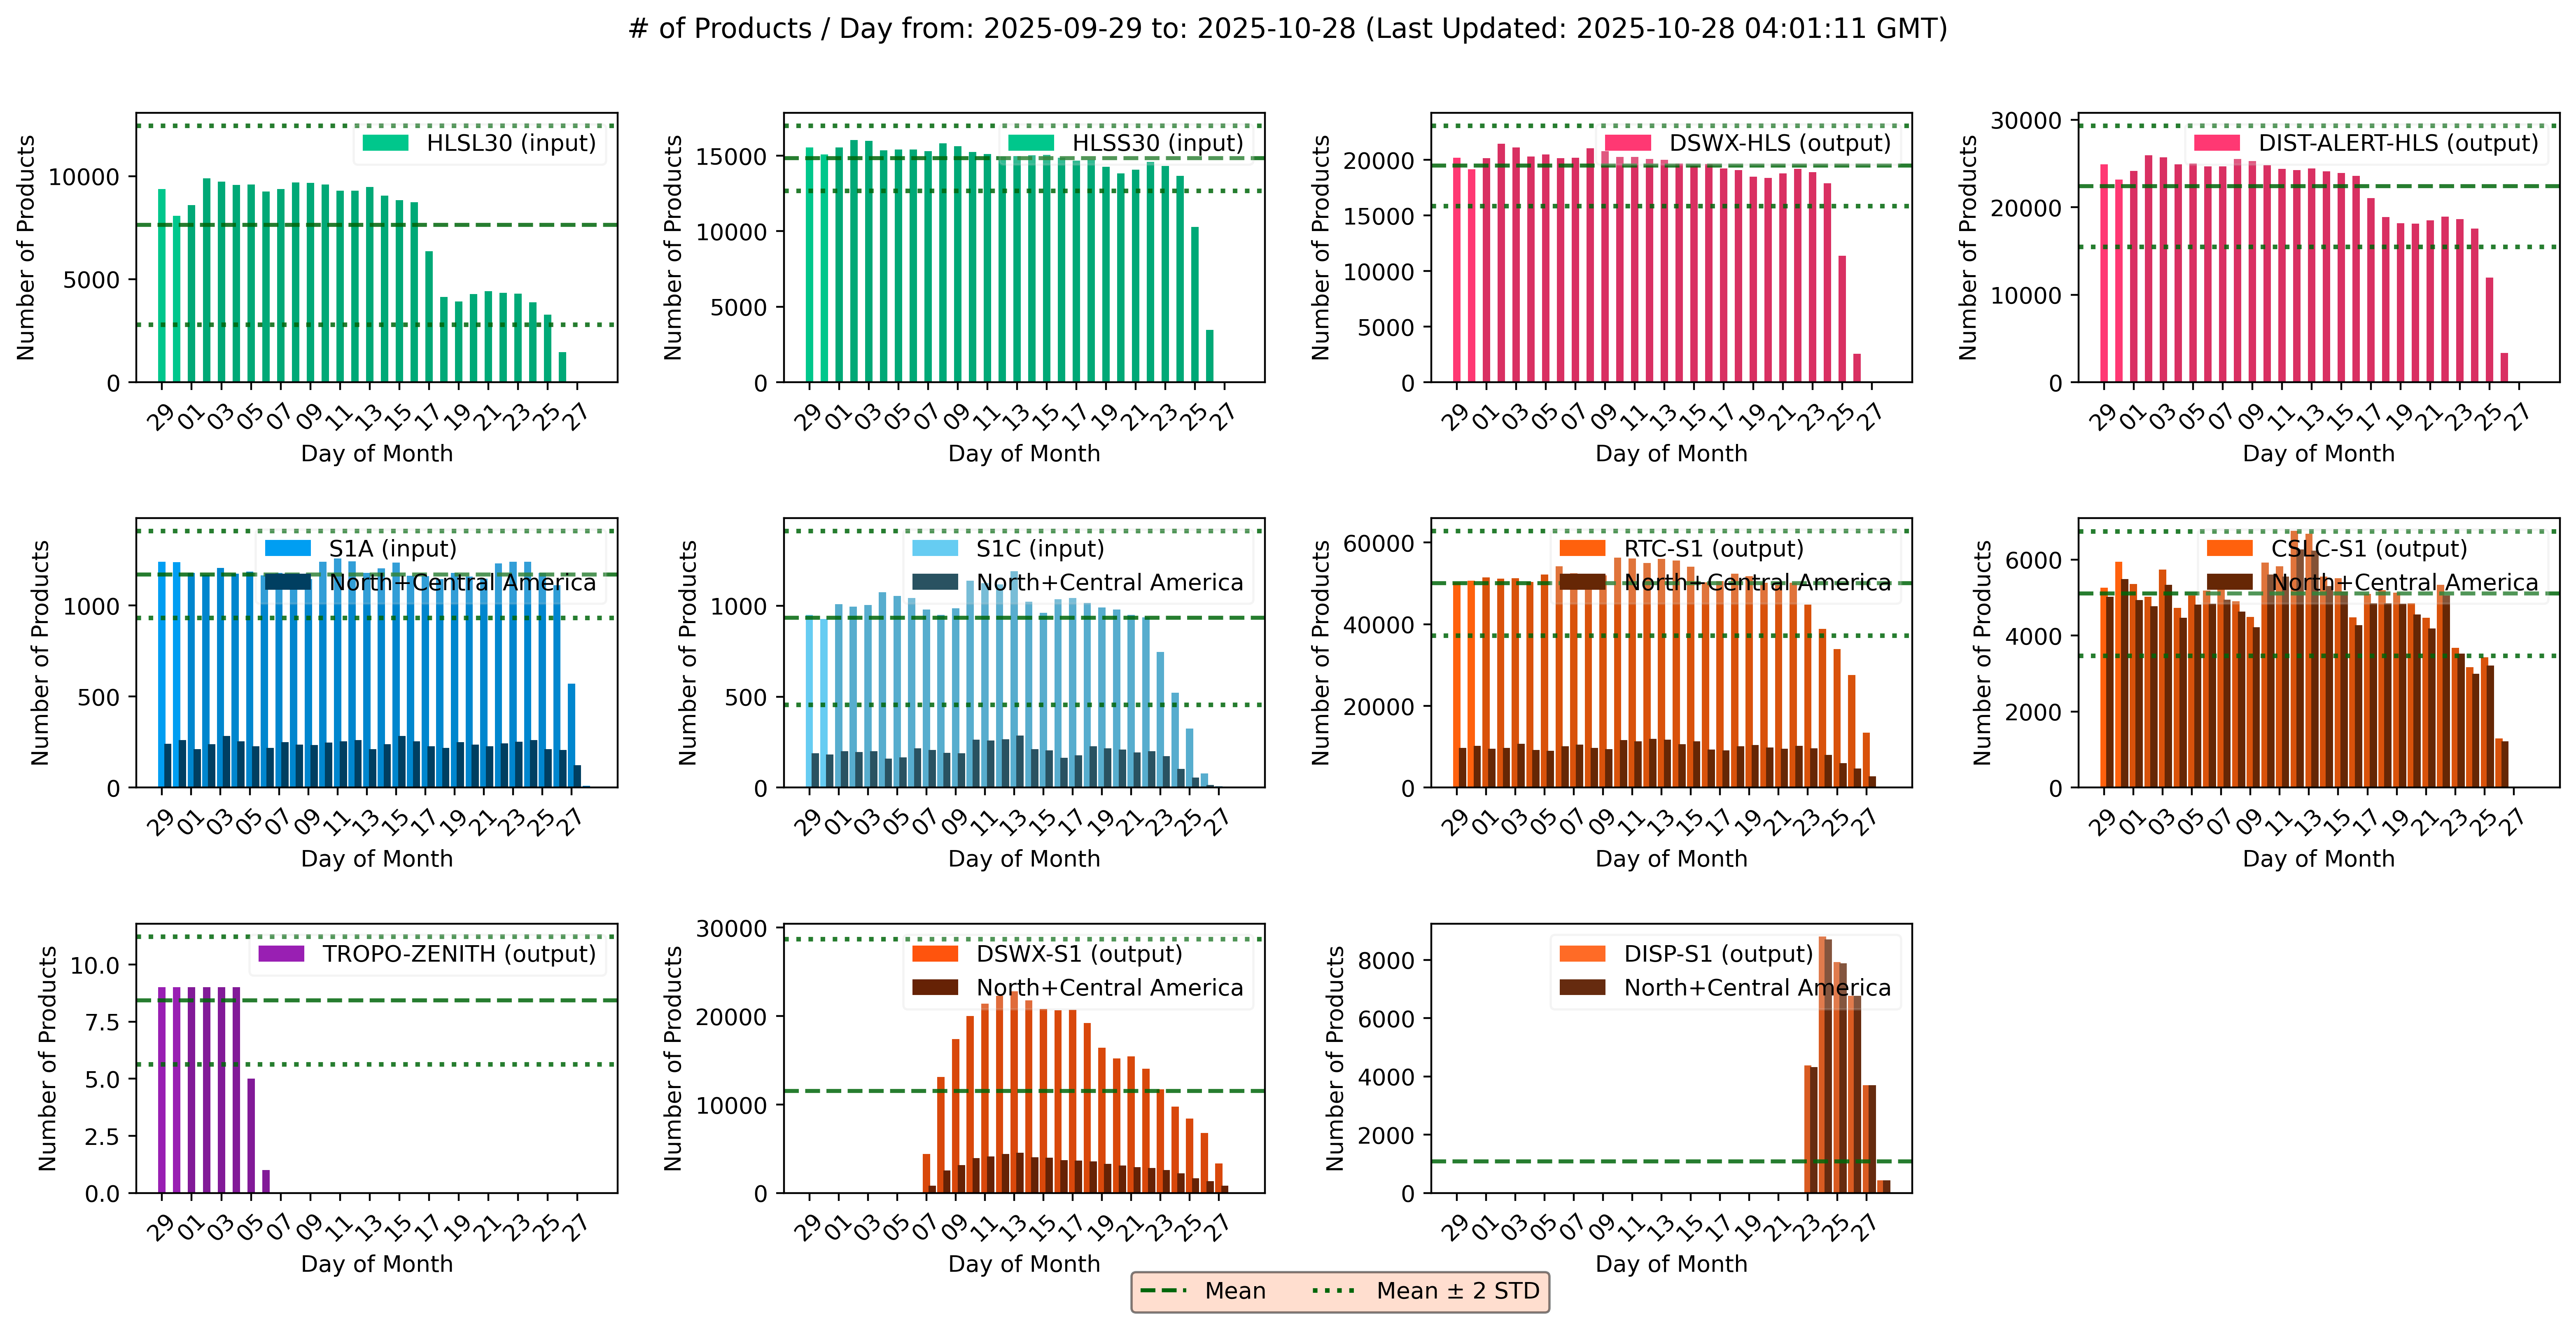 # of Products / Day from: 2025-09-29 to: 2025-10-28 (Last Updated: 2025-10-28 04:01:11 GMT)
Number of Products
10000
5000
0
HLSL30 (input)
29 01 03 05 07 09 11 13 15 17 19 21 23 25 27
Day of Month
Number of Products
15000
10000
5000
0
HLSS30 (input)
29 01 03 05 07 09 11 13 15 17 19 21 23 25 27
Day of Month
Number of Products
20000
15000
10000
5000
0
DSWX-HLS (output)
29 01 03 05 07 09 11 13 15 17 19 21 23 25 27
Day of Month
Number of Products
30000
20000
10000
0
DIST-ALERT-HLS (output)
29 01 03 05 07 09 11 13 15 17 19 21 23 25 27
Day of Month
Number of Products
1000
500
0
S1A (input)
North+Central America
29 01 03 05 07 09 11 13 15 17 19 21 23 25 27
Day of Month
Number of Products
1000
500
0
S1C (input)
North+Central America
29 01 03 05 07 09 11 13 15 17 19 21 23 25 27
Day of Month
Number of Products
60000
40000
20000
0
RTC-S1 (output)
North+Central America
29 01 03 05 07 09 11 13 15 17 19 21 23 25 27
Day of Month
Number of Products
6000
4000
2000
0
CSLC-S1 (output)
North+Central America
29 01 03 05 07 09 11 13 15 17 19 21 23 25 27
Day of Month
Number of Products
10.0
7.5
5.0
2.5
0.0
TROPO-ZENITH (output)
29 01 03 05 07 09 11 13 15 17 19 21 23 25 27
Day of Month
Number of Products
30000
20000
10000
0
DSWX-S1 (output)
North+Central America
29 01 03 05 07 09 11 13 15 17 19 21 23 25 27
Day of Month
Number of Products
8000
6000
4000
2000
0
DISP-S1 (output)
North+Central America
29 01 03 05 07 09 11 13 15 17 19 21 23 25 27
Day of Month
Mean
Mean ± 2 STD